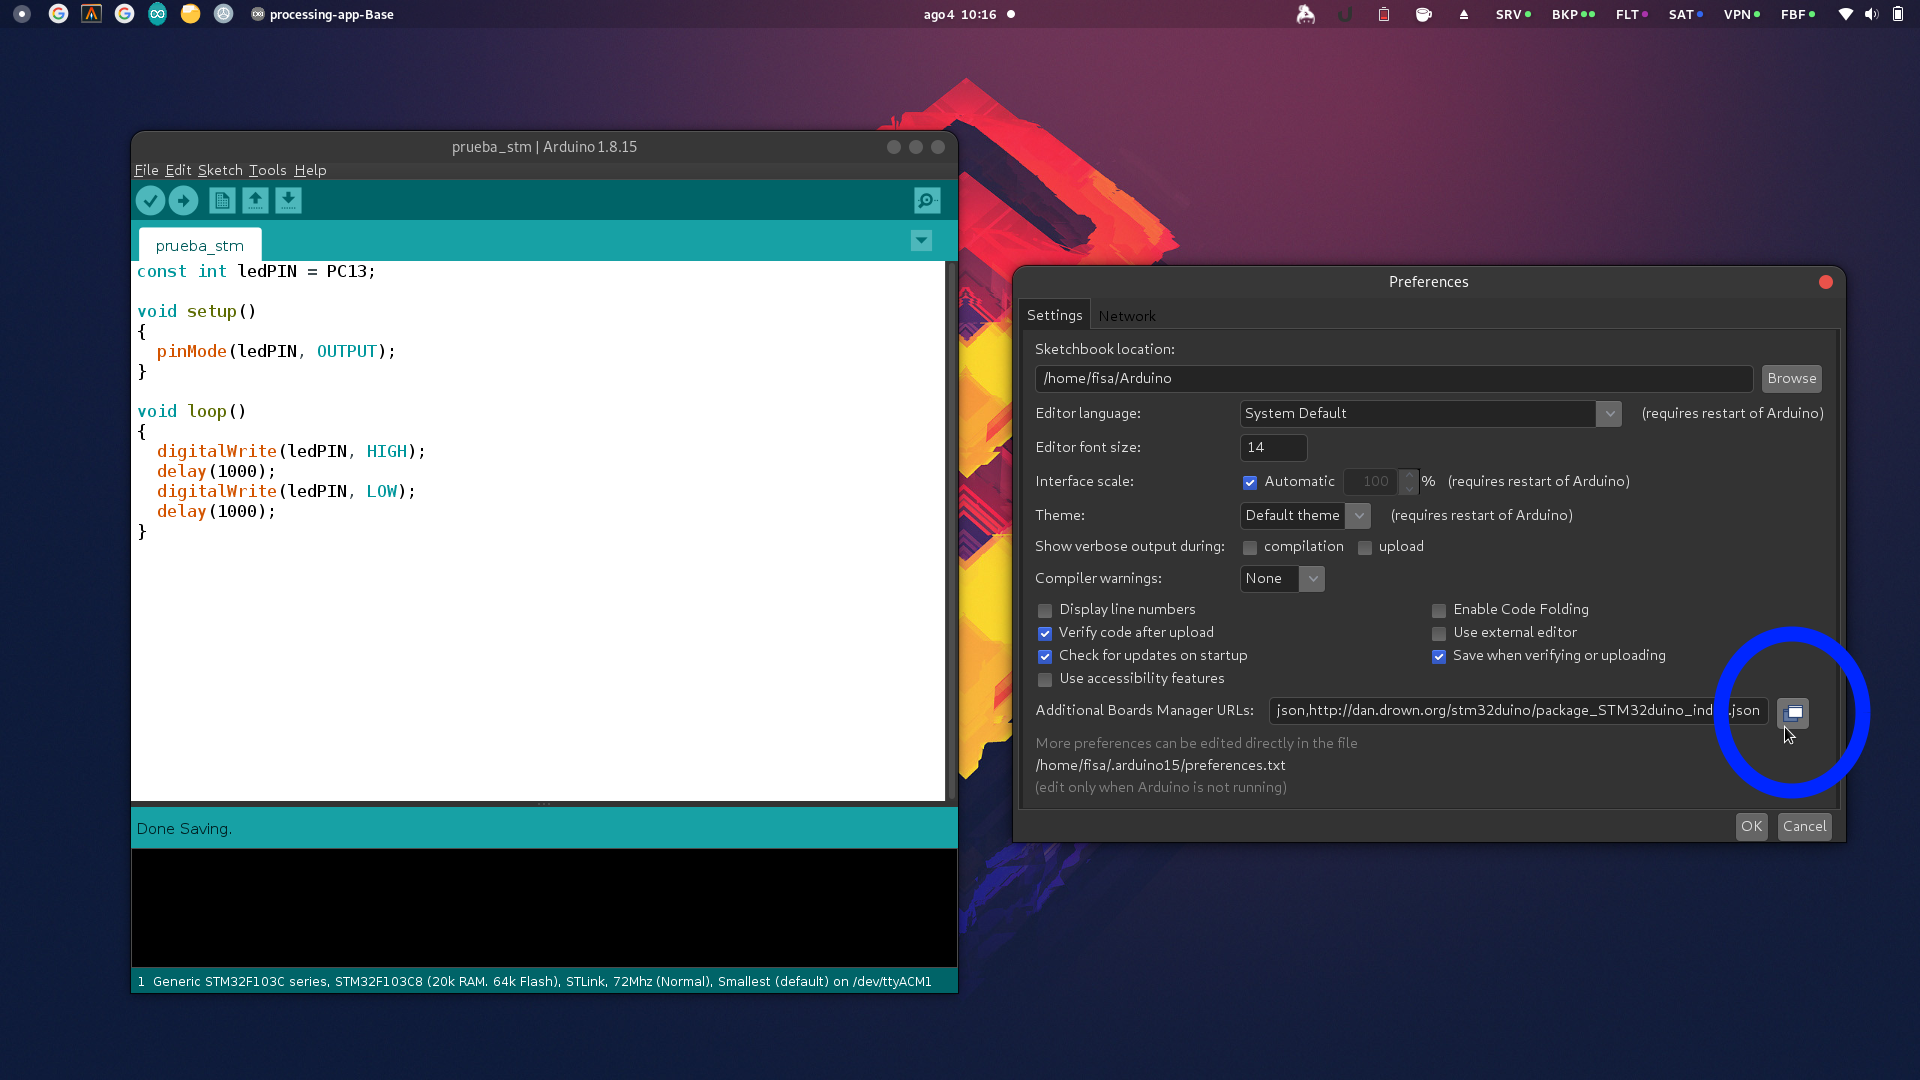 processing-app-Base
ago 4 10:16
SRV
BKP
FLT
SAT
VPN
FBF
prueba_stm | Arduino 1.8.15
File Edit Sketch Tools Help
prueba_stm
const int ledPIN = PC13;
void setup()
{
pinMode(ledPIN, OUTPUT);
}
void loop()
{
digitalWrite(ledPIN, HIGH);
delay(1000);
digitalWrite(ledPIN, LOW);
delay(1000);
}
Done Saving.
1 Generic STM32F103C series, STM32F103C8 (20k RAM. 64k Flash), STLink, 72Mhz (Normal), Smallest (default) on /dev/ttyACM1
Preferences
Settings Network
Sketchbook location:
/home/fisa/Arduino Browse
Editor language: System Default (requires restart of Arduino)
Editor font size: 14
Interface scale: Automatic 100 % (requires restart of Arduino)
Theme: Default theme (requires restart of Arduino)
Show verbose output during: compilation upload
Compiler warnings: None
Display line numbers Enable Code Folding
Verify code after upload Use external editor
Check for updates on startup Save when verifying or uploading
Use accessibility features
Additional Boards Manager URLs: json,http://dan.drown.org/stm32duino/package_STM32duino_ind .json
More preferences can be edited directly in the file
/home/fisa/.arduino15/preferences.txt
(edit only when Arduino is not running)
OK Cancel